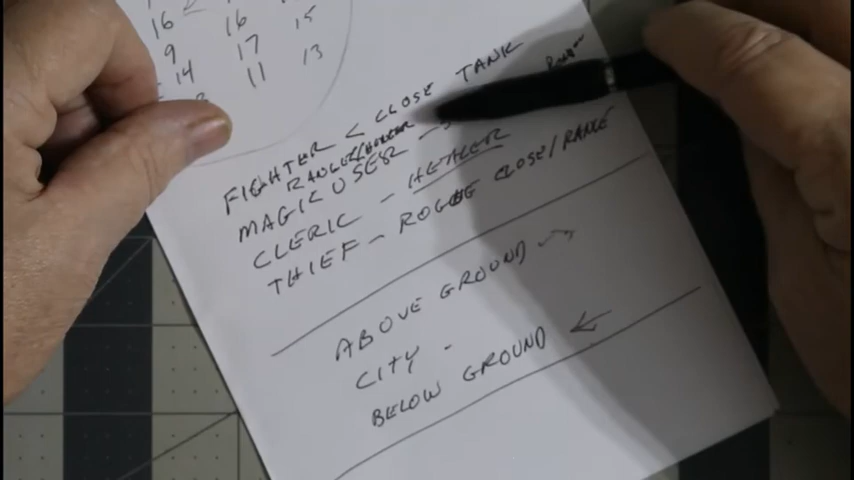 16 16 15
9 17 13
14 11
FIGHTER < CLOSE TANK
RANGER/
MAGIC USER -
CLERIC - HEALER
THIEF - ROGUE CLOSE/RANGE
ABOVE GROUND
CITY -
BELOW GROUND ←